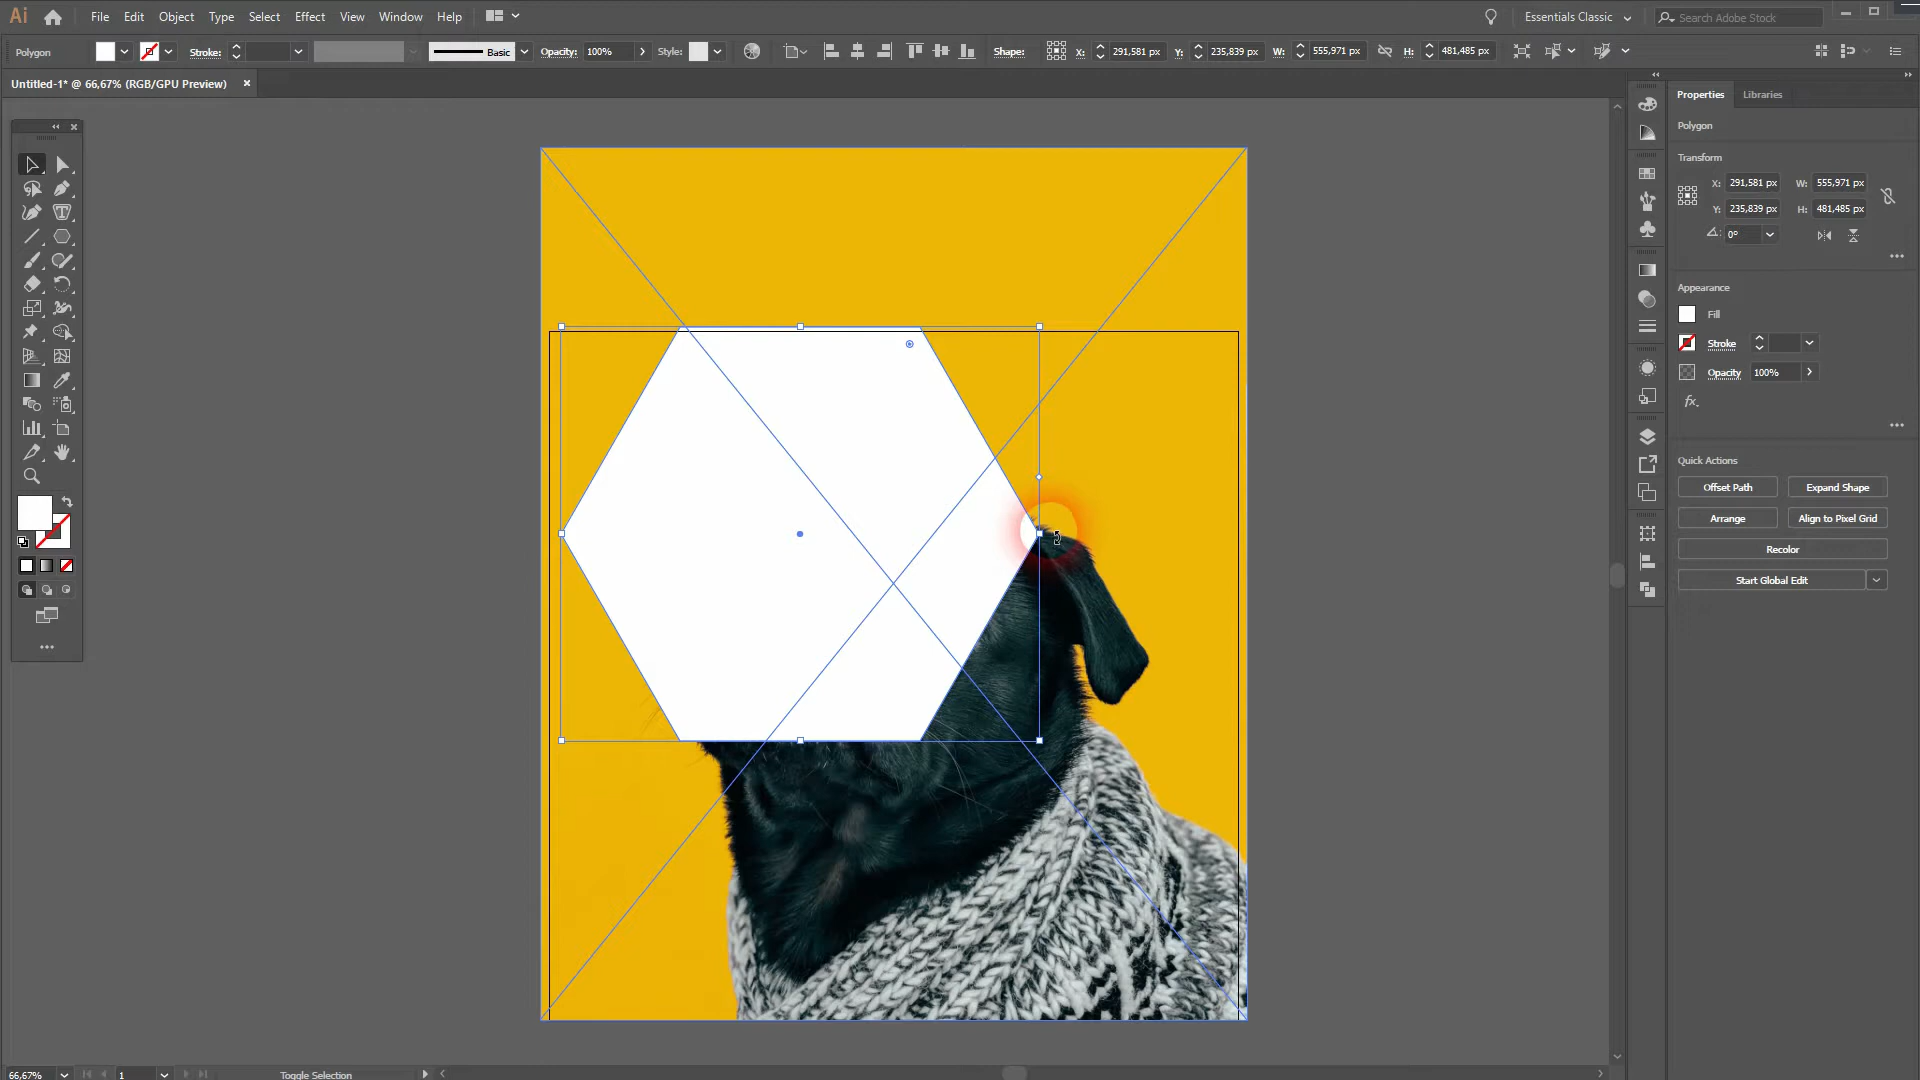 Ai File Edit Object Type Select Effect View Window Help Essentials Classic Search Adobe Stock
Polygon Stroke: Basic Opacity: 100% Style: Shape: X: 291,581 px Y: 235,839 px W: 555,971 px H: 481,485 px
Untitled-1* @ 66,67% (RGB/GPU Preview)
Properties Libraries
Polygon
Transform
X: 291,581 px W: 555,971 px
Y: 235,839 px H: 481,485 px
0°
Appearance
Fill
Stroke
Opacity 100%
fx.
Quick Actions
Offset Path Expand Shape
Arrange Align to Pixel Grid
Recolor
Start Global Edit
66,67% 1 Toggle Selection